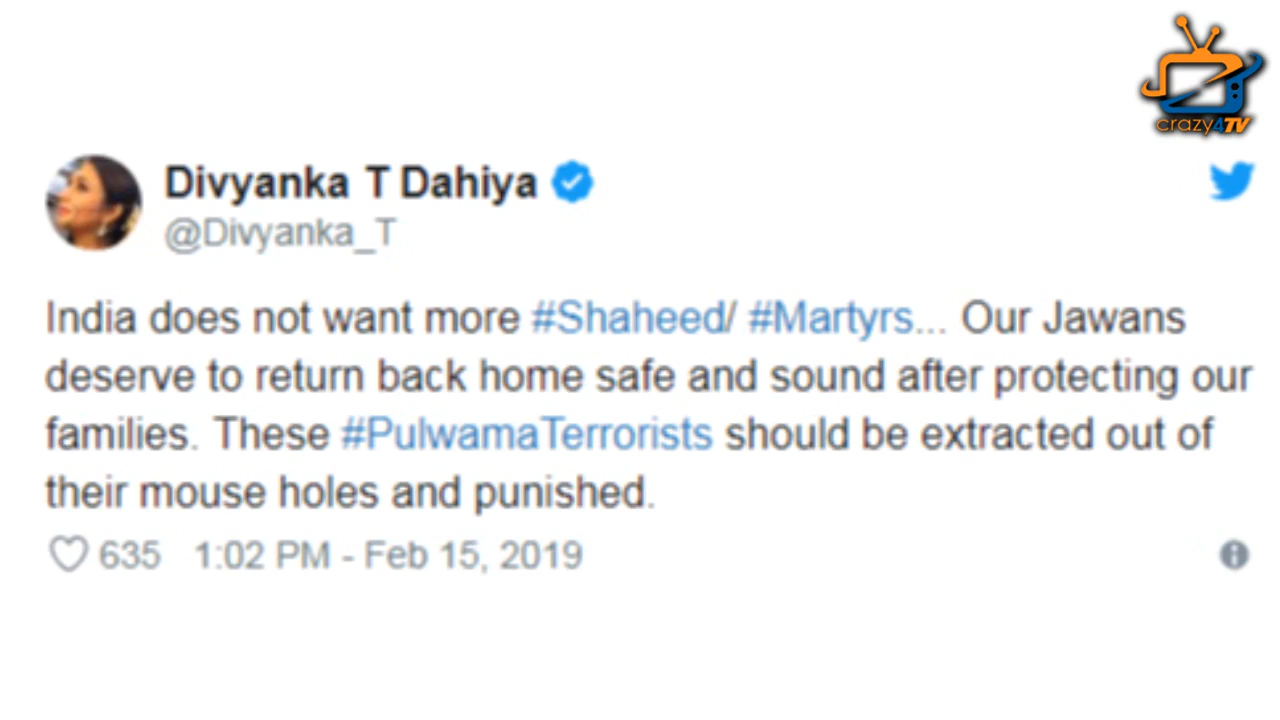 crazy4TV
Divyanka T Dahiya
@Divyanka_T
India does not want more #Shaheed/ #Martyrs... Our Jawans
deserve to return back home safe and sound after protecting our
families. These #PulwamaTerrorists should be extracted out of
their mouse holes and punished.
635 1:02 PM - Feb 15, 2019